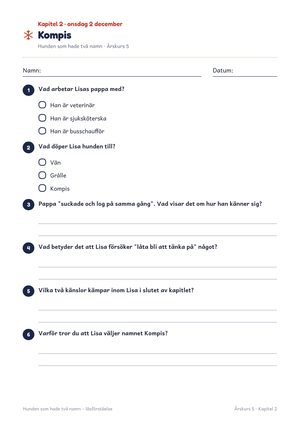 Kapitel 2 · onsdag 2 december
Kompis
Hunden som hade två namn · Årskurs 5
Namn:
Datum:
1 Vad arbetar Lisas pappa med?
Han är veterinär
Han är sjuksköterska
Han är busschaufför
2 Vad döper Lisa hunden till?
Vän
Grålle
Kompis
3 Pappa "suckade och log på samma gång". Vad visar det om hur han känner sig?
4 Vad betyder det att Lisa försöker "låta bli att tänka på" något?
5 Vilka två känslor kämpar inom Lisa i slutet av kapitlet?
6 Varför tror du att Lisa väljer namnet Kompis?
Hunden som hade två namn – läsförståelse
Årskurs 5 · Kapitel 2